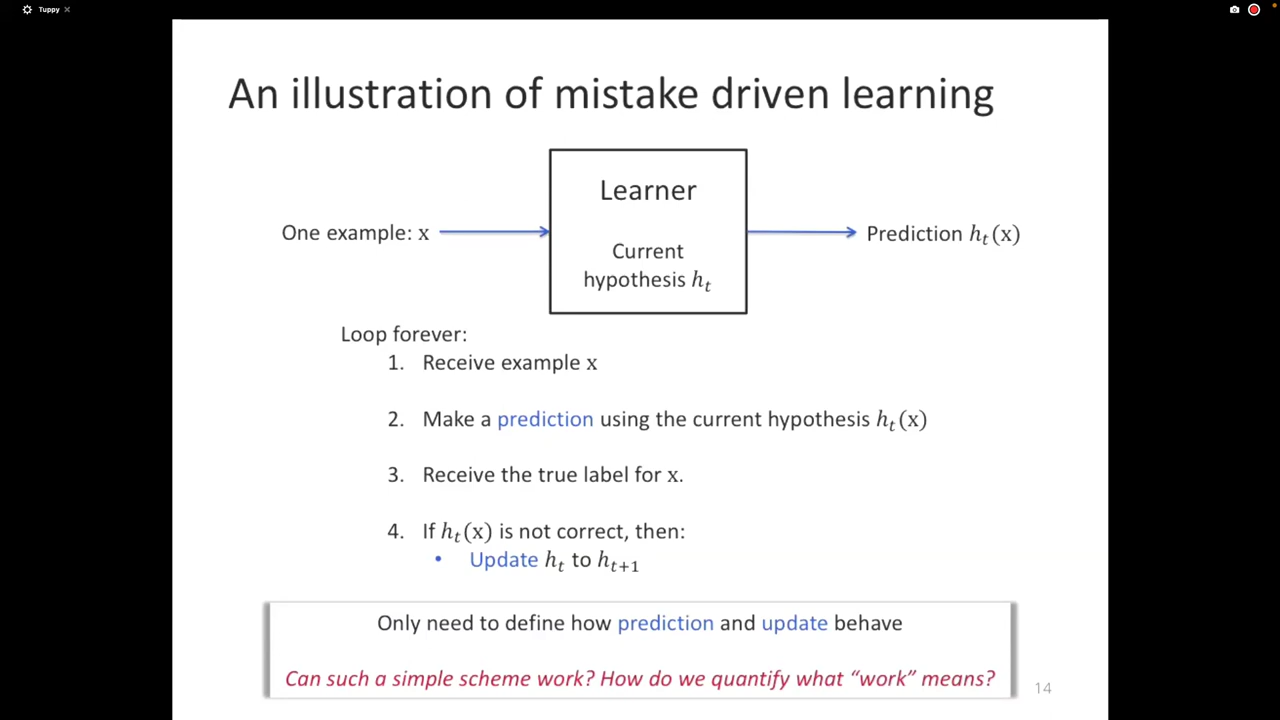 Tuppy
An illustration of mistake driven learning
Learner
One example: x
Current
hypothesis hₜ
Prediction hₜ(x)
Loop forever:
1. Receive example x
2. Make a prediction using the current hypothesis hₜ(x)
3. Receive the true label for x.
4. If hₜ(x) is not correct, then:
• Update hₜ to hₜ₊₁
Only need to define how prediction and update behave
Can such a simple scheme work? How do we quantify what “work” means?
14